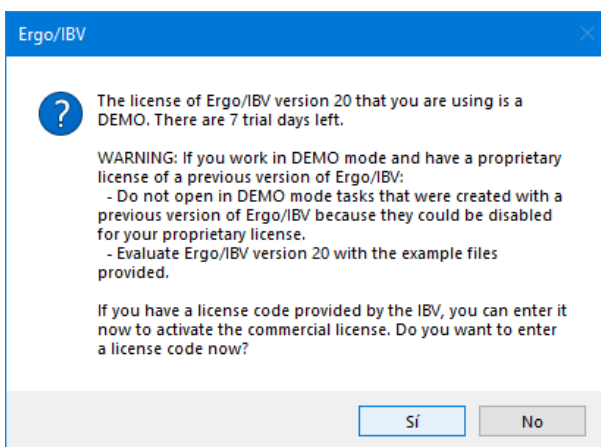 Ergo/IBV
The license of Ergo/IBV version 20 that you are using is a
DEMO. There are 7 trial days left.
WARNING: If you work in DEMO mode and have a proprietary
license of a previous version of Ergo/IBV:
- Do not open in DEMO mode tasks that were created with a
previous version of Ergo/IBV because they could be disabled
for your proprietary license.
- Evaluate Ergo/IBV version 20 with the example files
provided.
If you have a license code provided by the IBV, you can enter it
now to activate the commercial license. Do you want to enter
a license code now?
Sí No